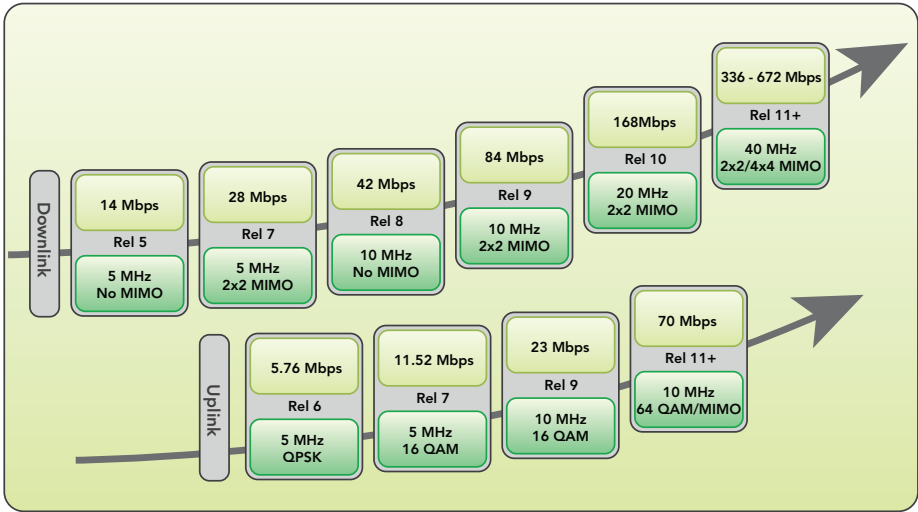 Downlink
14 Mbps
Rel 5
5 MHz
No MIMO
28 Mbps
Rel 7
5 MHz
2x2 MIMO
42 Mbps
Rel 8
10 MHz
No MIMO
84 Mbps
Rel 9
10 MHz
2x2 MIMO
168Mbps
Rel 10
20 MHz
2x2 MIMO
336 - 672 Mbps
Rel 11+
40 MHz
2x2/4x4 MIMO
Uplink
5.76 Mbps
Rel 6
5 MHz
QPSK
11.52 Mbps
Rel 7
5 MHz
16 QAM
23 Mbps
Rel 9
10 MHz
16 QAM
70 Mbps
Rel 11+
10 MHz
64 QAM/MIMO